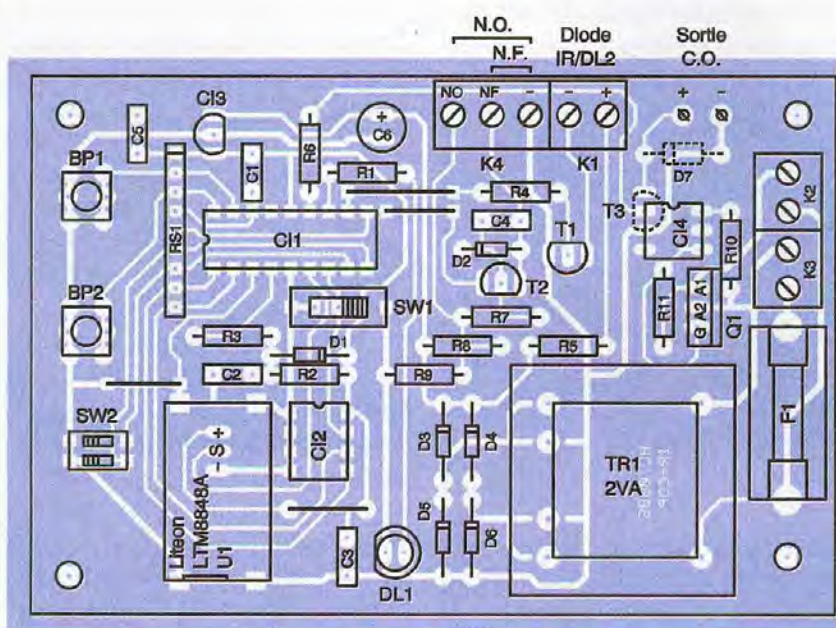 N.O.
N.F.
Diode
IR/DL2
Sortie
C.O.
NO NF - - + + -
K4 K1
C5
CI3
R6
+
C6
D7
BP1
C1
R1
R4
T3
K2
RS1
CI1
C4
T1
CI4
R10
D2
T2
K3
BP2
SW1
R7
R11
G A2 A1
Q1
R3
D1
R8
R5
C2
R2
R9
F1
SW2
- S +
CI2
D3
D4
TR1
2VA
Liteon
LTM8848A
U1
D5
D6
C3
DL1